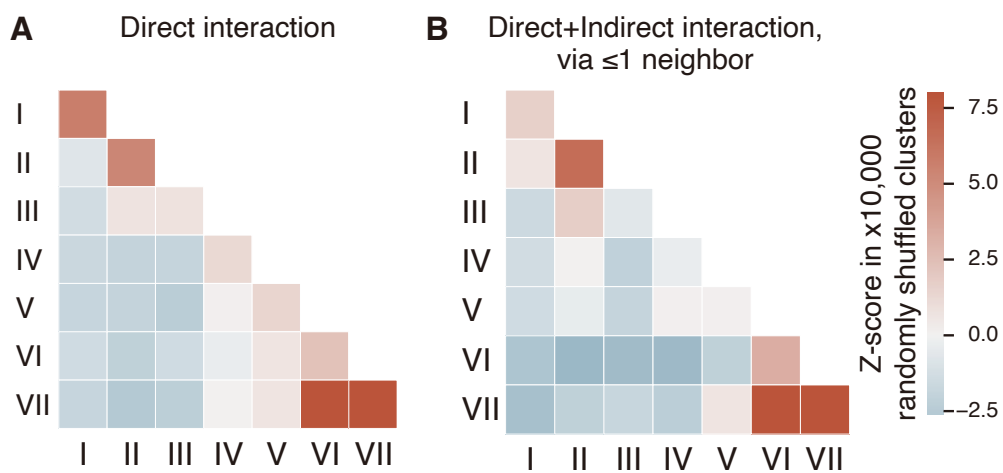 A
Direct interaction
I
II
III
IV
V
VI
VII
I II III IV V VI VII
B
Direct+Indirect interaction,
via ≤1 neighbor
I
II
III
IV
V
VI
VII
I II III IV V VI VII
Z-score in x10,000
randomly shuffled clusters
7.5
5.0
2.5
0.0
−2.5